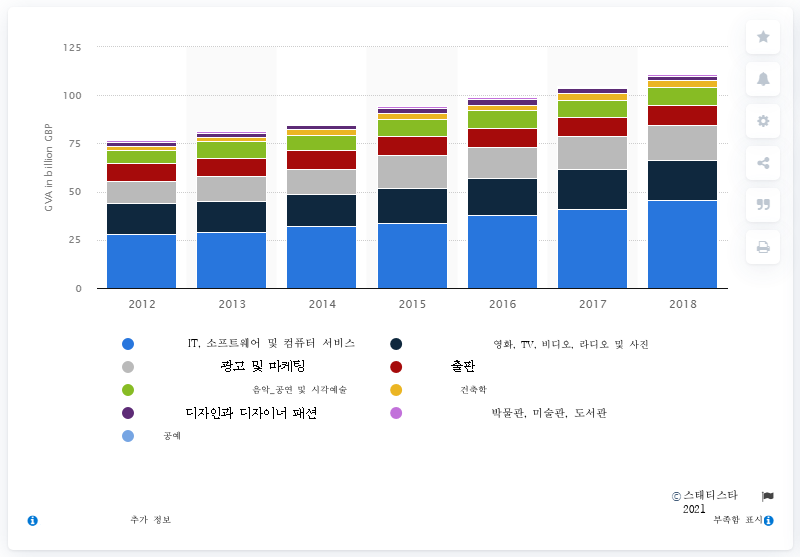 125
100
75
50
25
0
GVA in billion GBP
2012 2013 2014 2015 2016 2017 2018
IT, 소프트웨어 및 컴퓨터 서비스
영화, TV, 비디오, 라디오 및 사진
광고 및 마케팅
출판
음악_공연 및 시각예술
건축학
디자인과 디자이너 패션
박물관, 미술관, 도서관
공예
© 스태티스타 2021
추가 정보
부족함 표시